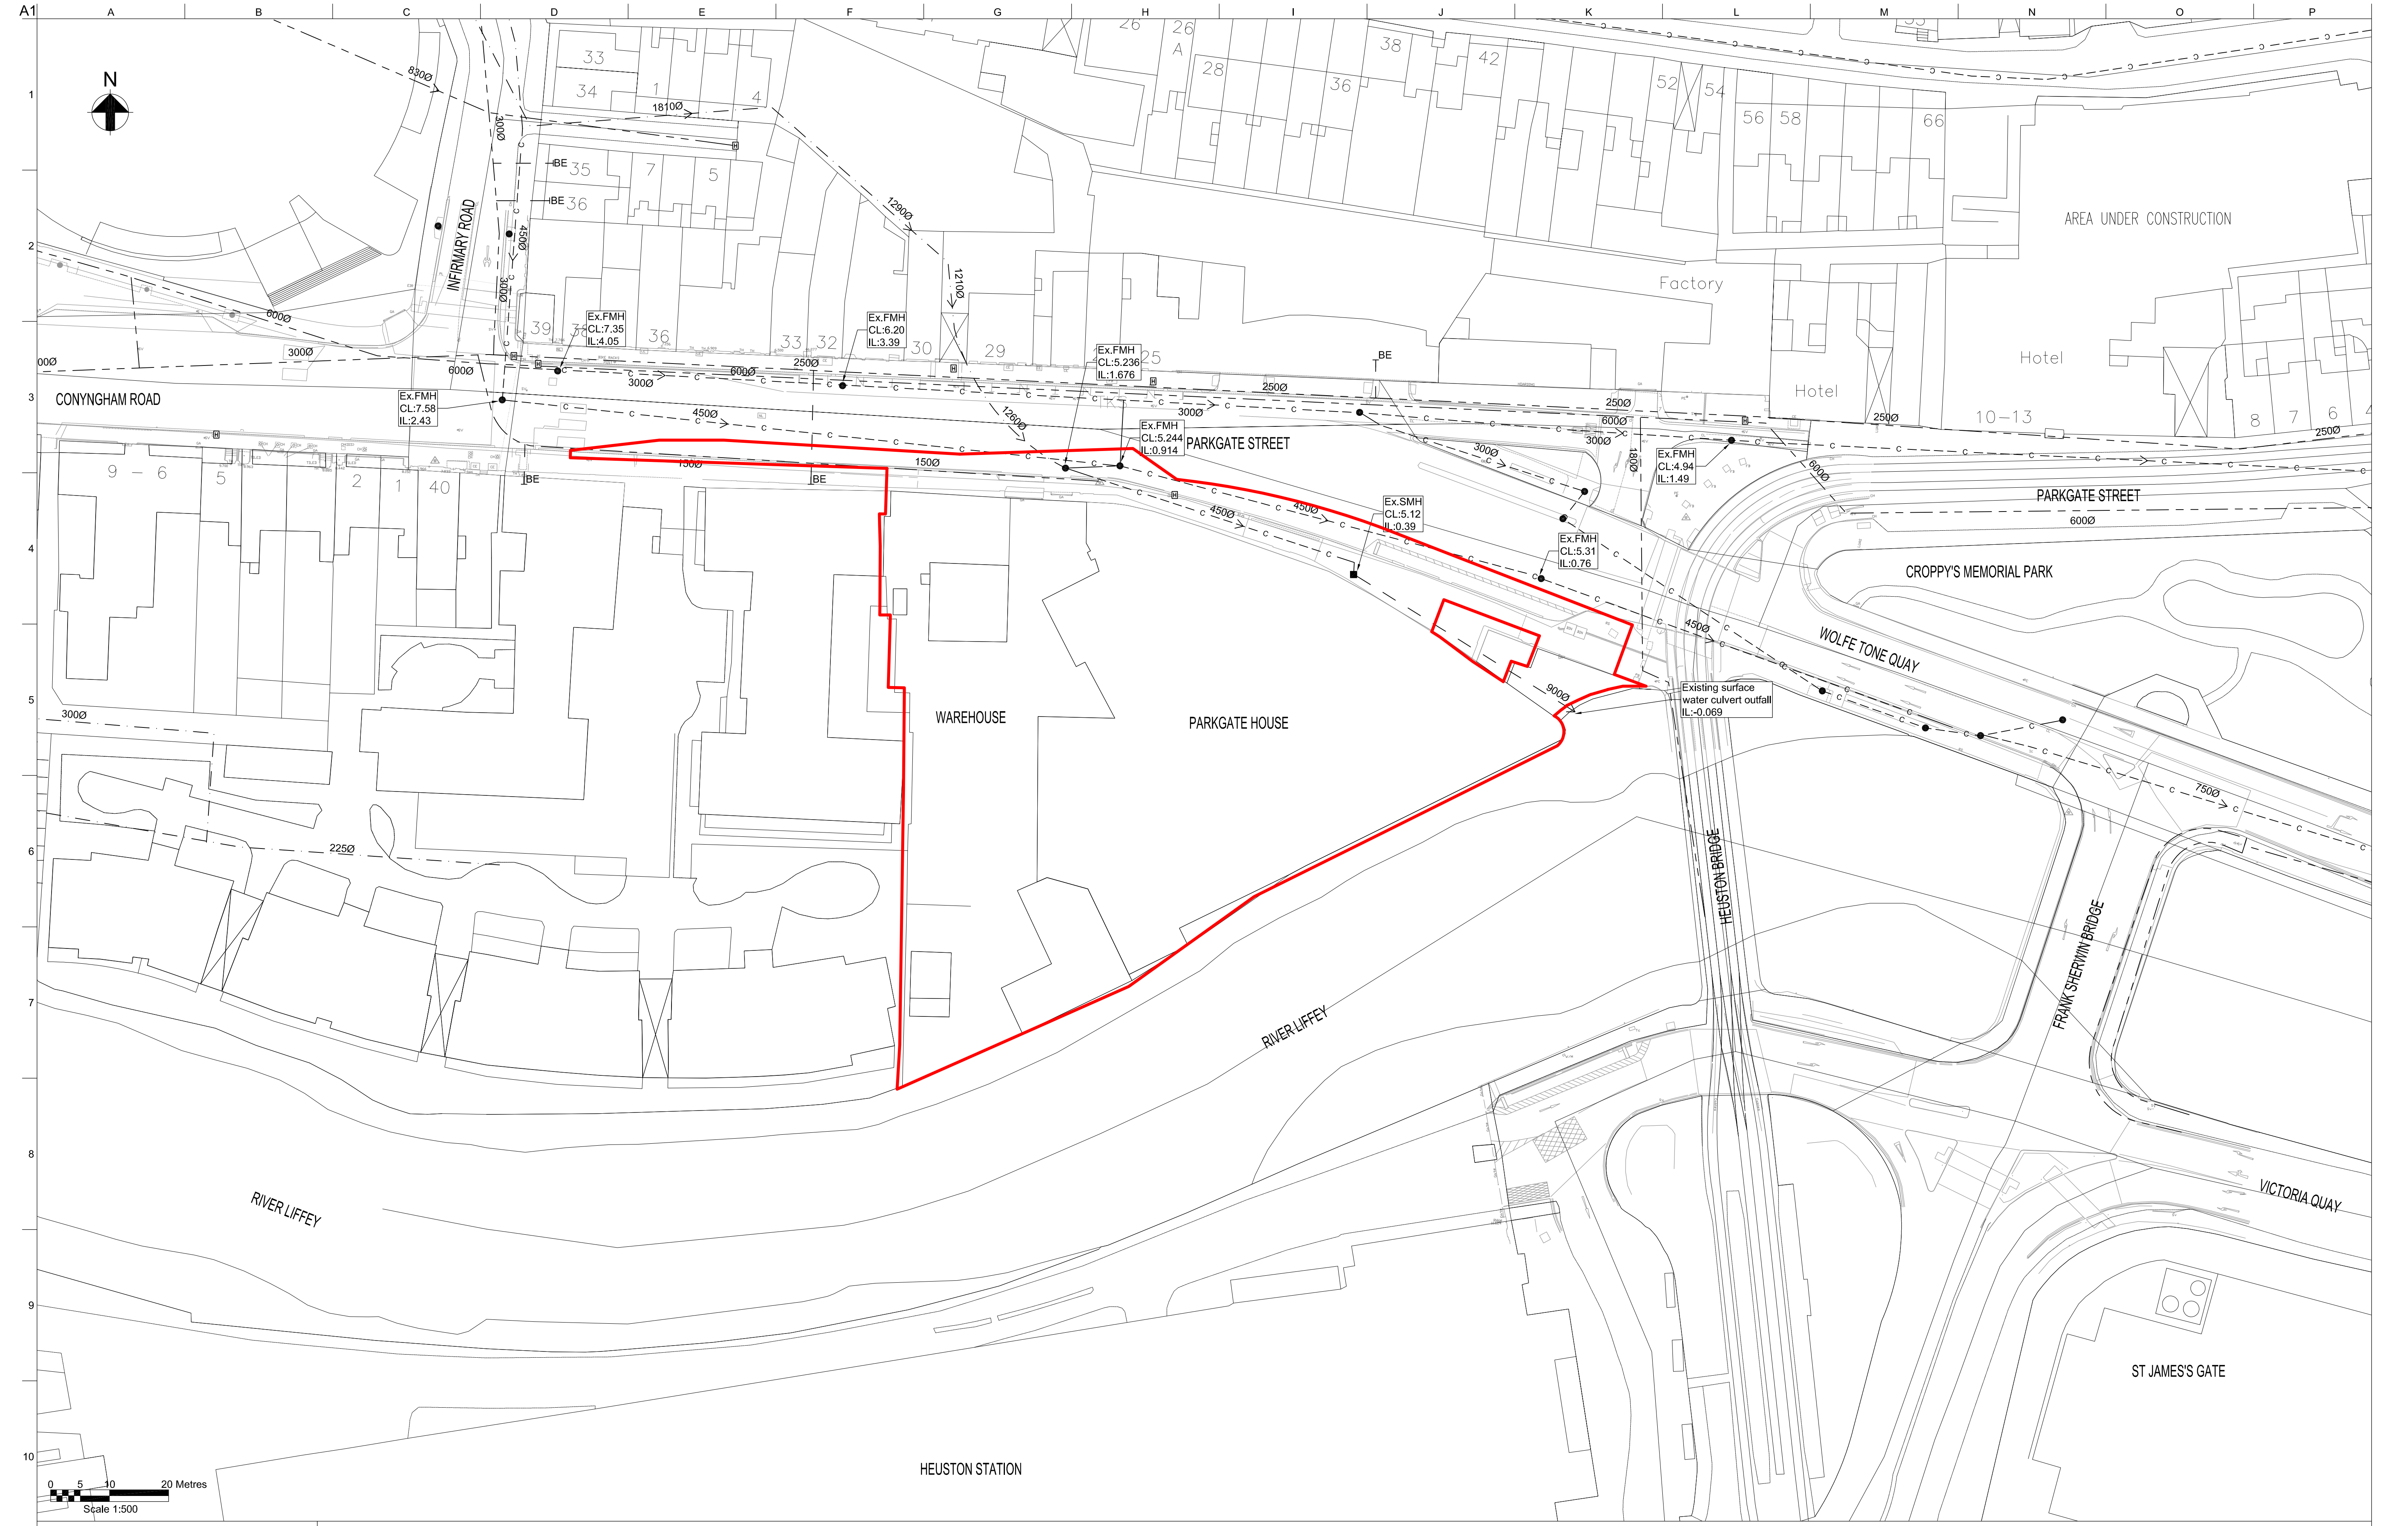 A1
A B C D E F G H I J K L M N O P
1
2
3
4
5
6
7
8
9
10
N
830Ø
300Ø
1810Ø
33
34
1
4
35
36
7
5
BE
BE
450Ø
300Ø
INFIRMARY ROAD
1290Ø
1210Ø
26
26
A
28
36
38
42
52
54
56
58
66
AREA UNDER CONSTRUCTION
Factory
Hotel
Hotel
10-13
8
7
6
4
600Ø
300Ø
00Ø
600Ø
39
38
36
33
32
30
29
25
Ex.FMH
CL:7.35
IL:4.05
Ex.FMH
CL:6.20
IL:3.39
Ex.FMH
CL:5.236
IL:1.676
Ex.FMH
CL:7.58
IL:2.43
Ex.FMH
CL:5.244
IL:0.914
Ex.FMH
CL:4.94
IL:1.49
Ex.SMH
CL:5.12
IL:0.39
Ex.FMH
CL:5.31
IL:0.76
BE
250Ø
600Ø
300Ø
450Ø
1260Ø
300Ø
250Ø
250Ø
600Ø
300Ø
250Ø
250Ø
300Ø
180Ø
600Ø
CONYNGHAM ROAD
PARKGATE STREET
PARKGATE STREET
600Ø
150Ø
150Ø
BE
BE
450Ø
450Ø
9 - 6
5
2
1
40
CROPPY'S MEMORIAL PARK
WOLFE TONE QUAY
450Ø
900Ø
Existing surface
water culvert outfall
IL:-0.069
WAREHOUSE
PARKGATE HOUSE
300Ø
225Ø
750Ø
HEUSTON BRIDGE
FRANK SHERWIN BRIDGE
RIVER LIFFEY
RIVER LIFFEY
VICTORIA QUAY
ST JAMES'S GATE
HEUSTON STATION
0 5 10 20 Metres
Scale 1:500